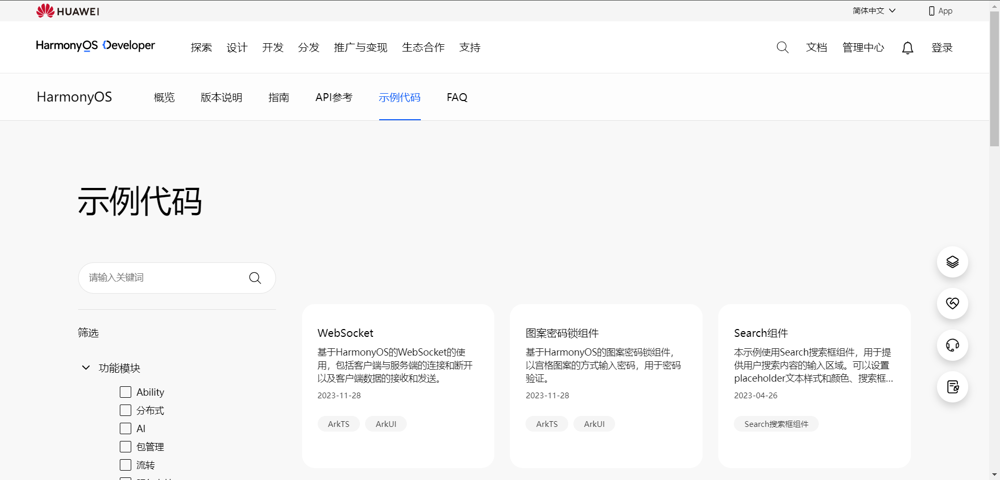 HUAWEI
简体中文
App
HarmonyOS Developer
探索
设计
开发
分发
推广与变现
生态合作
支持
文档
管理中心
登录
HarmonyOS
概览
版本说明
指南
API参考
示例代码
FAQ
示例代码
请输入关键词
筛选
功能模块
Ability
分布式
AI
包管理
流转
WebSocket
基于HarmonyOS的WebSocket的使
用，包括客户端与服务端的连接和断开
以及客户端数据的接收和发送。
2023-11-28
ArkTS
ArkUI
图案密码锁组件
基于HarmonyOS的图案密码锁组件，
以宫格图案的方式输入密码，用于密码
验证。
2023-11-28
ArkTS
ArkUI
Search组件
本示例使用Search搜索框组件，用于提
供用户搜索内容的输入区域。可以设置
placeholder文本样式和颜色、搜索框...
2023-04-26
Search搜索框组件